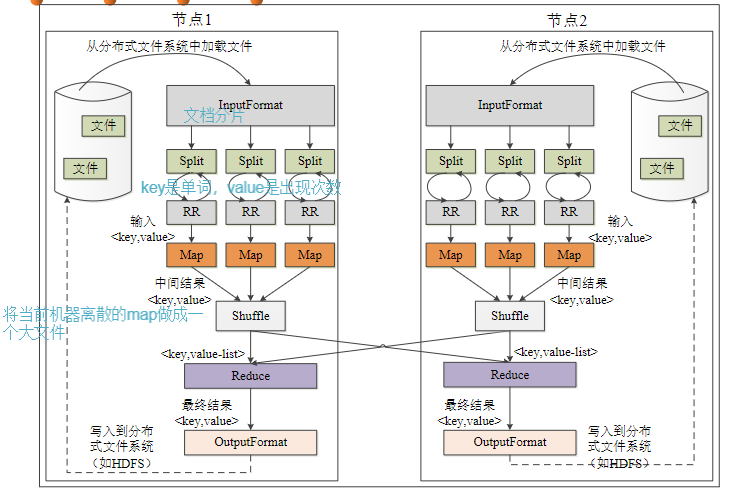 节点1
从分布式文件系统中加载文件
InputFormat
文档分片
文件
文件
Split
Split
Split
key是单词，value是出现次数
RR
RR
RR
输入
<key,value>
Map
Map
Map
中间结果
<key,value>
将当前机器离散的map做成一
个大文件
Shuffle
<key,value-list>
Reduce
最终结果
<key,value>
OutputFormat
写入到分布
式文件系统
（如HDFS）
节点2
从分布式文件系统中加载文件
InputFormat
文件
文件
Split
Split
Split
RR
RR
RR
输入
<key,value>
Map
Map
Map
中间结果
<key,value>
Shuffle
<key,value-list>
Reduce
最终结果
<key,value>
OutputFormat
写入到分布
式文件系统
（如HDFS）